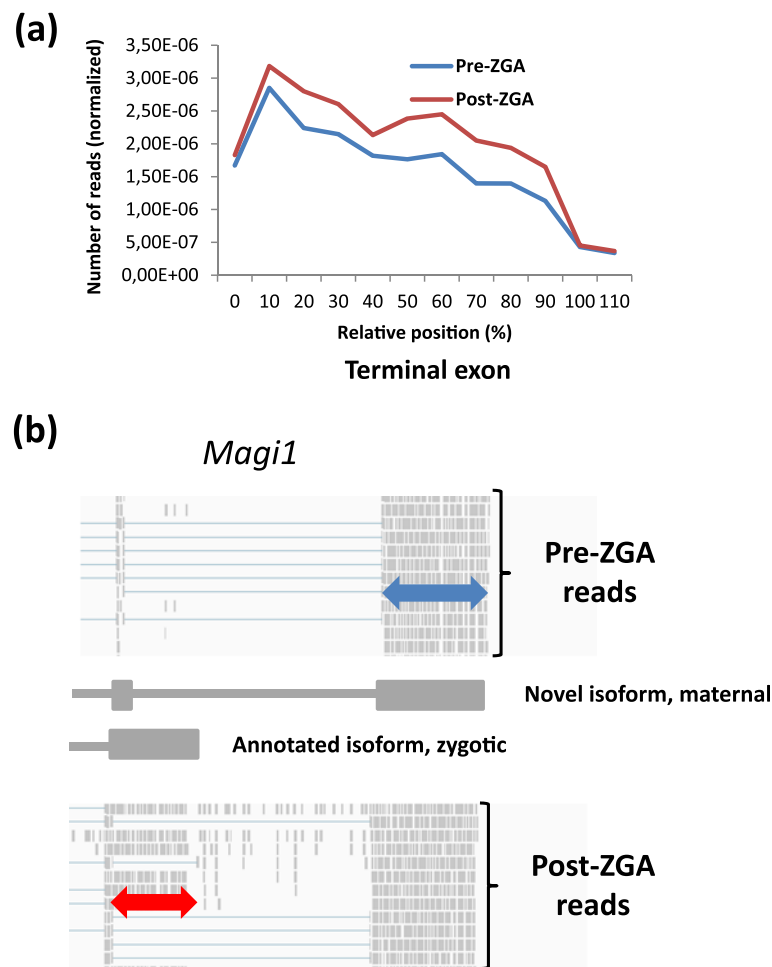 (a)
3,50E-06
3,00E-06
2,50E-06
2,00E-06
1,50E-06
1,00E-06
5,00E-07
0,00E+00
Number of reads (normalized)
Pre-ZGA
Post-ZGA
0 10 20 30 40 50 60 70 80 90 100 110
Relative position (%)
Terminal exon
(b)
Magi1
Pre-ZGA
reads
Novel isoform, maternal
Annotated isoform, zygotic
Post-ZGA
reads